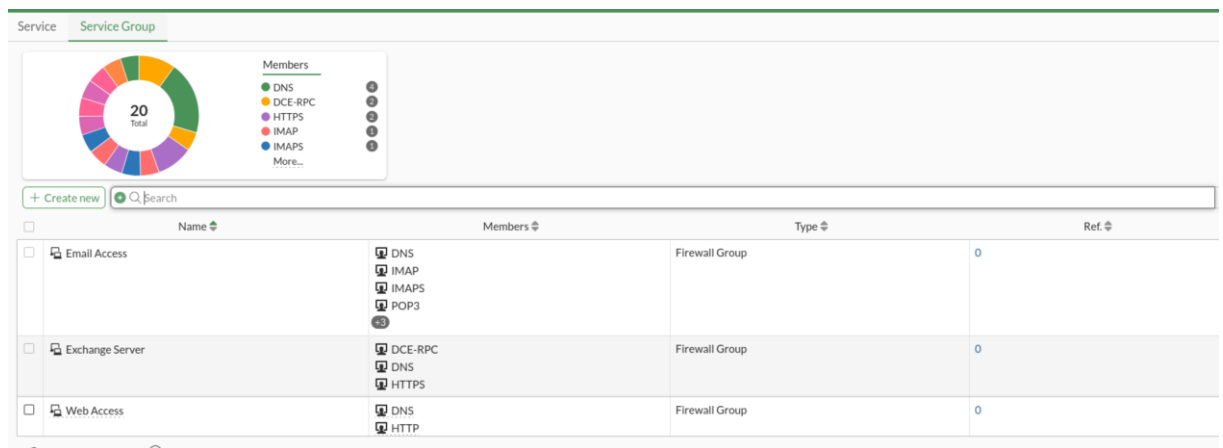 Service Service Group
Members
DNS 4
DCE-RPC 2
HTTPS 2
IMAP 1
IMAPS 1
More...
20
Total
+ Create new Search
Name Members Type Ref.
Email Access DNS Firewall Group 0
IMAP
IMAPS
POP3
+3
Exchange Server DCE-RPC Firewall Group 0
DNS
HTTPS
Web Access DNS Firewall Group 0
HTTP